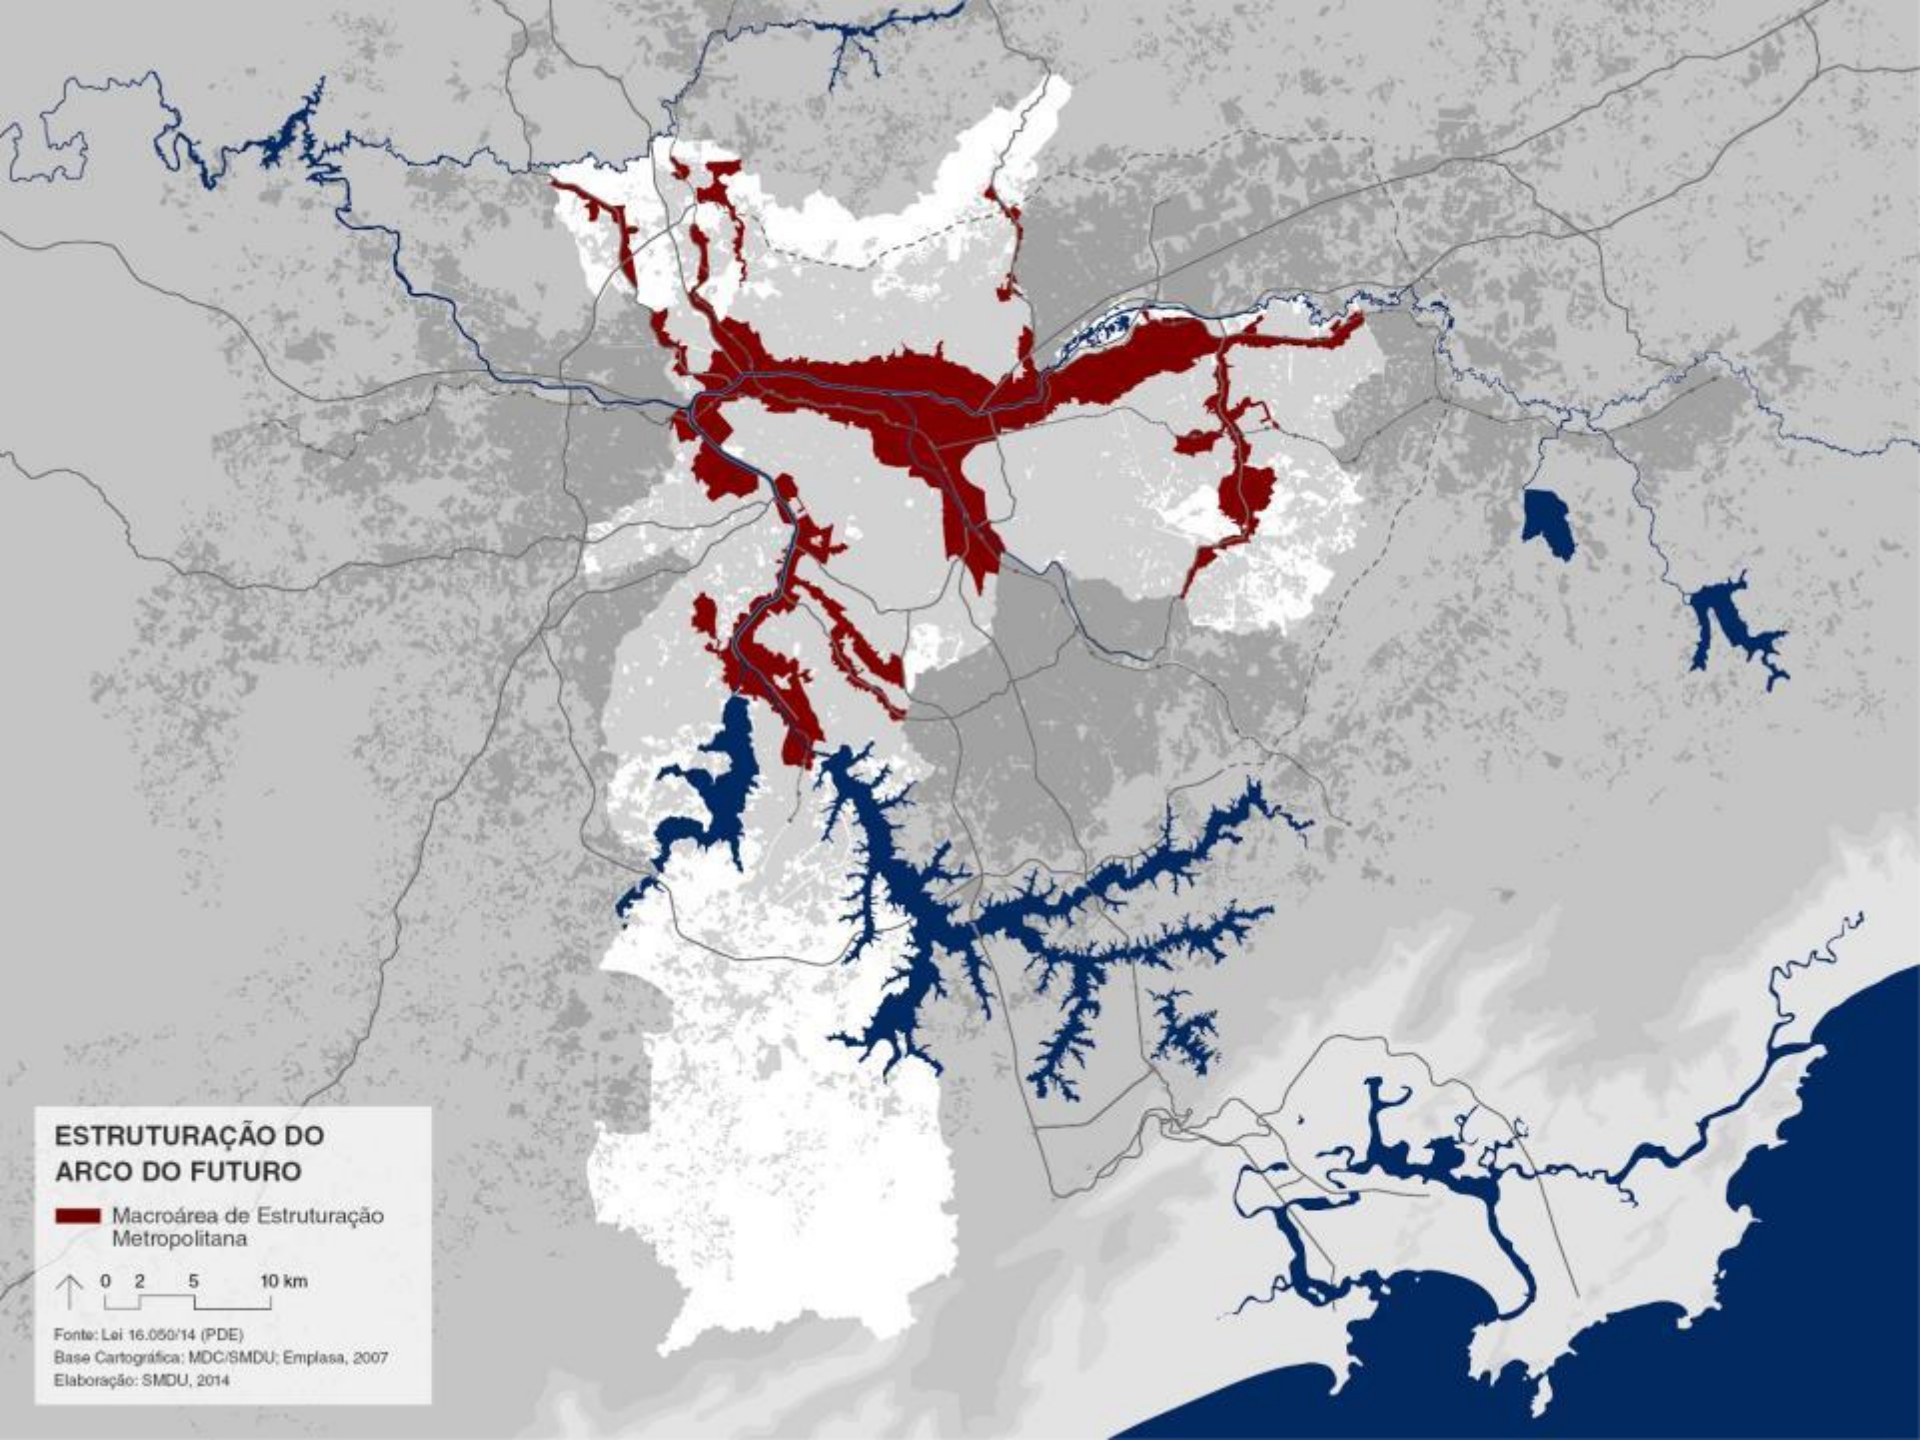 ESTRUTURAÇÃO DO
ARCO DO FUTURO
Macroárea de Estruturação
Metropolitana
0 2 5 10 km
Fonte: Lei 16.050/14 (PDE)
Base Cartográfica: MDC/SMDU; Emplasa, 2007
Elaboração: SMDU, 2014